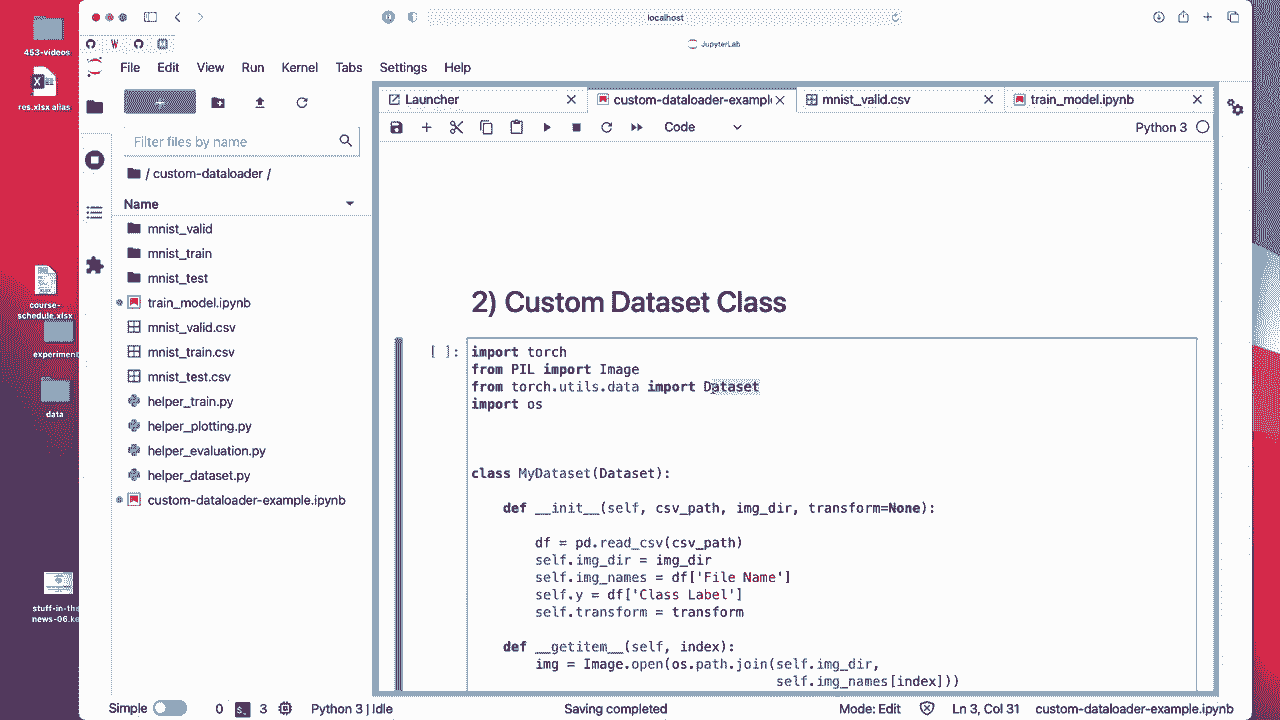 453-videos
res.xlsx alias
course-
schedule.xlsx
experiment
data
stuff-in-the
localhost
JupyterLab
File Edit View Run Kernel Tabs Settings Help
Filter files by name
/ custom-dataloader /
Name
mnist_valid
mnist_train
mnist_test
train_model.ipynb
mnist_valid.csv
mnist_train.csv
mnist_test.csv
helper_train.py
helper_plotting.py
helper_evaluation.py
helper_dataset.py
custom-dataloader-example.ipynb
Launcher custom-dataloader-exampl mnist_valid.csv train_model.ipynb
Code Python 3
2) Custom Dataset Class
[ ]: import torch
from PIL import Image
from torch.utils.data import Dataset
import os
class MyDataset(Dataset):
def __init__(self, csv_path, img_dir, transform=None):
df = pd.read_csv(csv_path)
self.img_dir = img_dir
self.img_names = df['File Name']
self.y = df['Class Label']
self.transform = transform
def __getitem__(self, index):
img = Image.open(os.path.join(self.img_dir,
self.img_names[index]))
Simple 0 3 Python 3 | Idle Saving completed Mode: Edit Ln 3, Col 31 custom-dataloader-example.ipynb